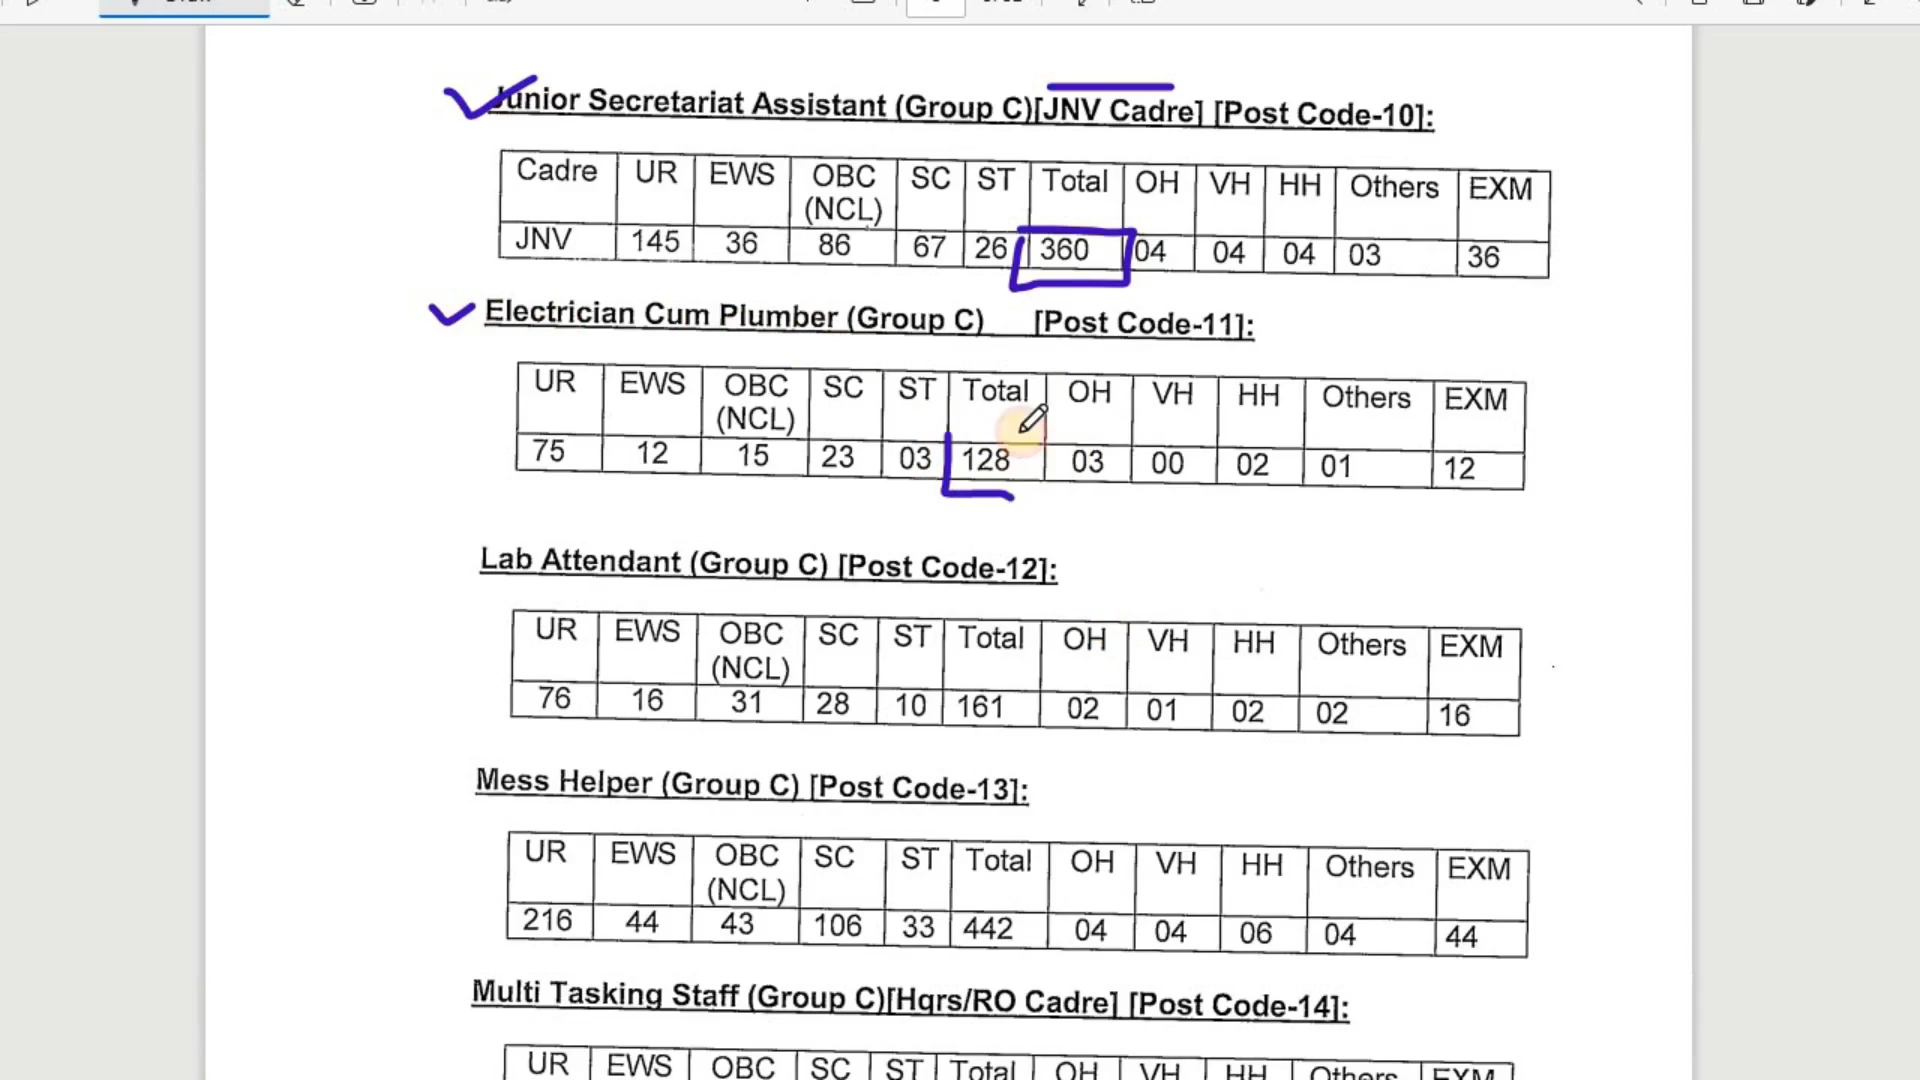 Junior Secretariat Assistant (Group C)[JNV Cadre] [Post Code-10]:
Cadre UR EWS OBC (NCL) SC ST Total OH VH HH Others EXM
JNV 145 36 86 67 26 360 04 04 04 03 36
Electrician Cum Plumber (Group C) [Post Code-11]:
UR EWS OBC (NCL) SC ST Total OH VH HH Others EXM
75 12 15 23 03 128 03 00 02 01 12
Lab Attendant (Group C) [Post Code-12]:
UR EWS OBC (NCL) SC ST Total OH VH HH Others EXM
76 16 31 28 10 161 02 01 02 02 16
Mess Helper (Group C) [Post Code-13]:
UR EWS OBC (NCL) SC ST Total OH VH HH Others EXM
216 44 43 106 33 442 04 04 06 04 44
Multi Tasking Staff (Group C)[Hqrs/RO Cadre] [Post Code-14]:
UR EWS OBC SC ST Total OH VH HH Others EXM